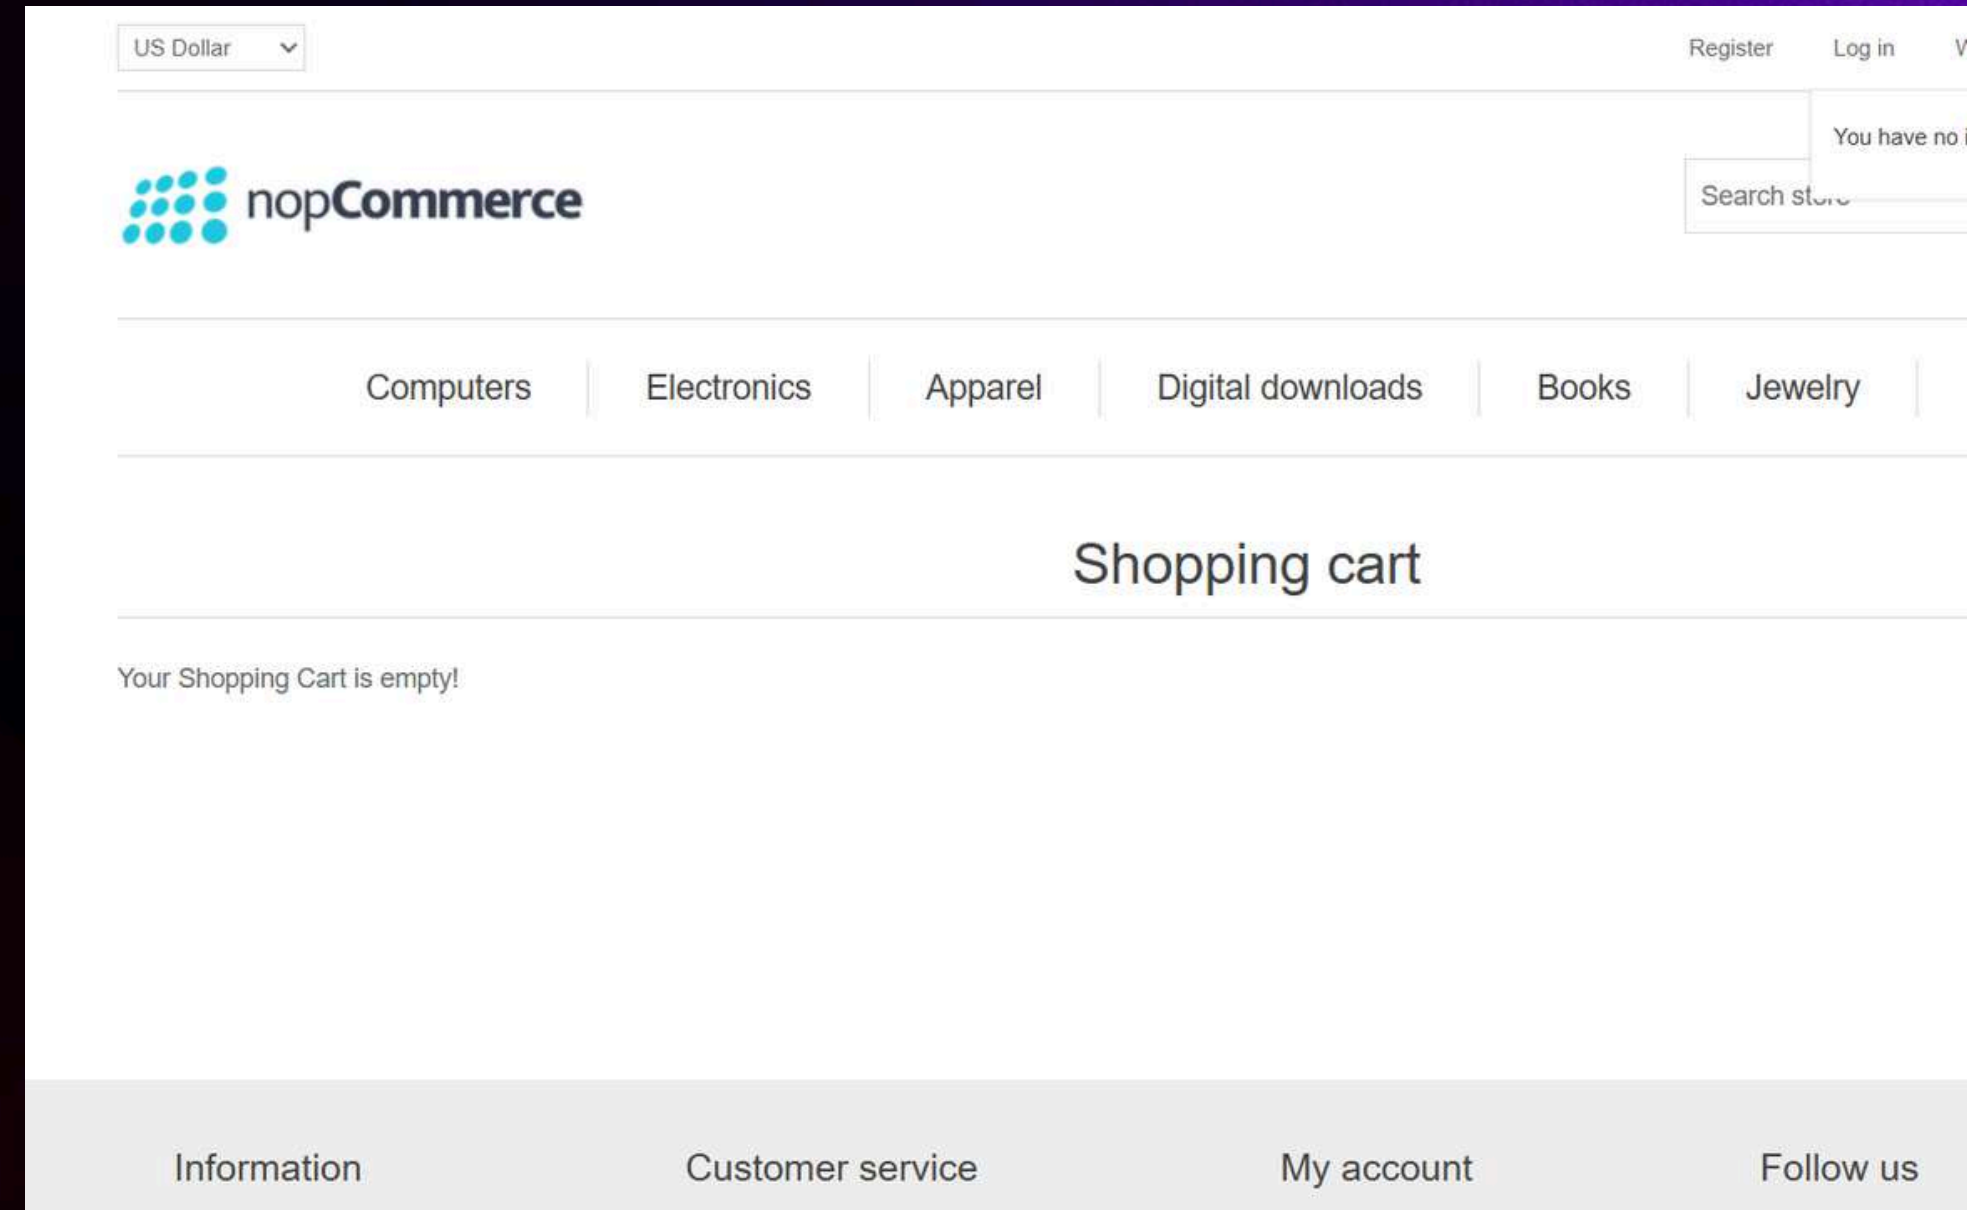 US Dollar
Register
Log in
You have no
nopCommerce
Search store
Computers
Electronics
Apparel
Digital downloads
Books
Jewelry
Shopping cart
Your Shopping Cart is empty!
Information
Customer service
My account
Follow us